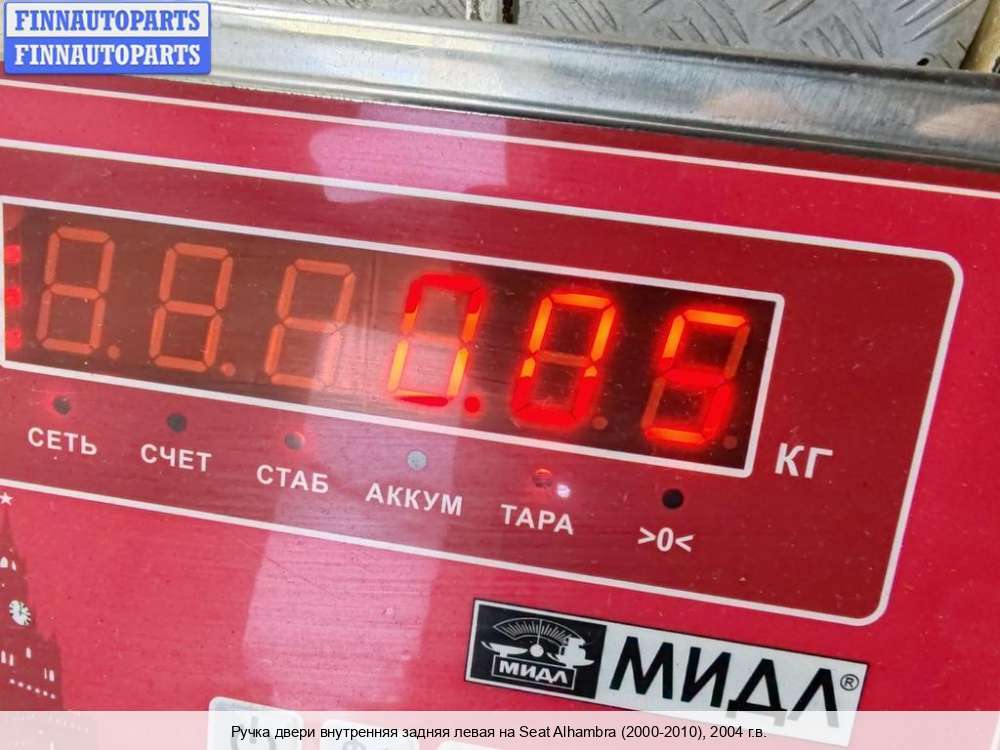 FINNAUTOPARTS
FINNAUTOPARTS
0.05
КГ
СЕТЬ СЧЕТ СТАБ АККУМ ТАРА >0<
МИДЛ МИДЛ®
Ручка двери внутренняя задняя левая на Seat Alhambra (2000-2010), 2004 г.в.